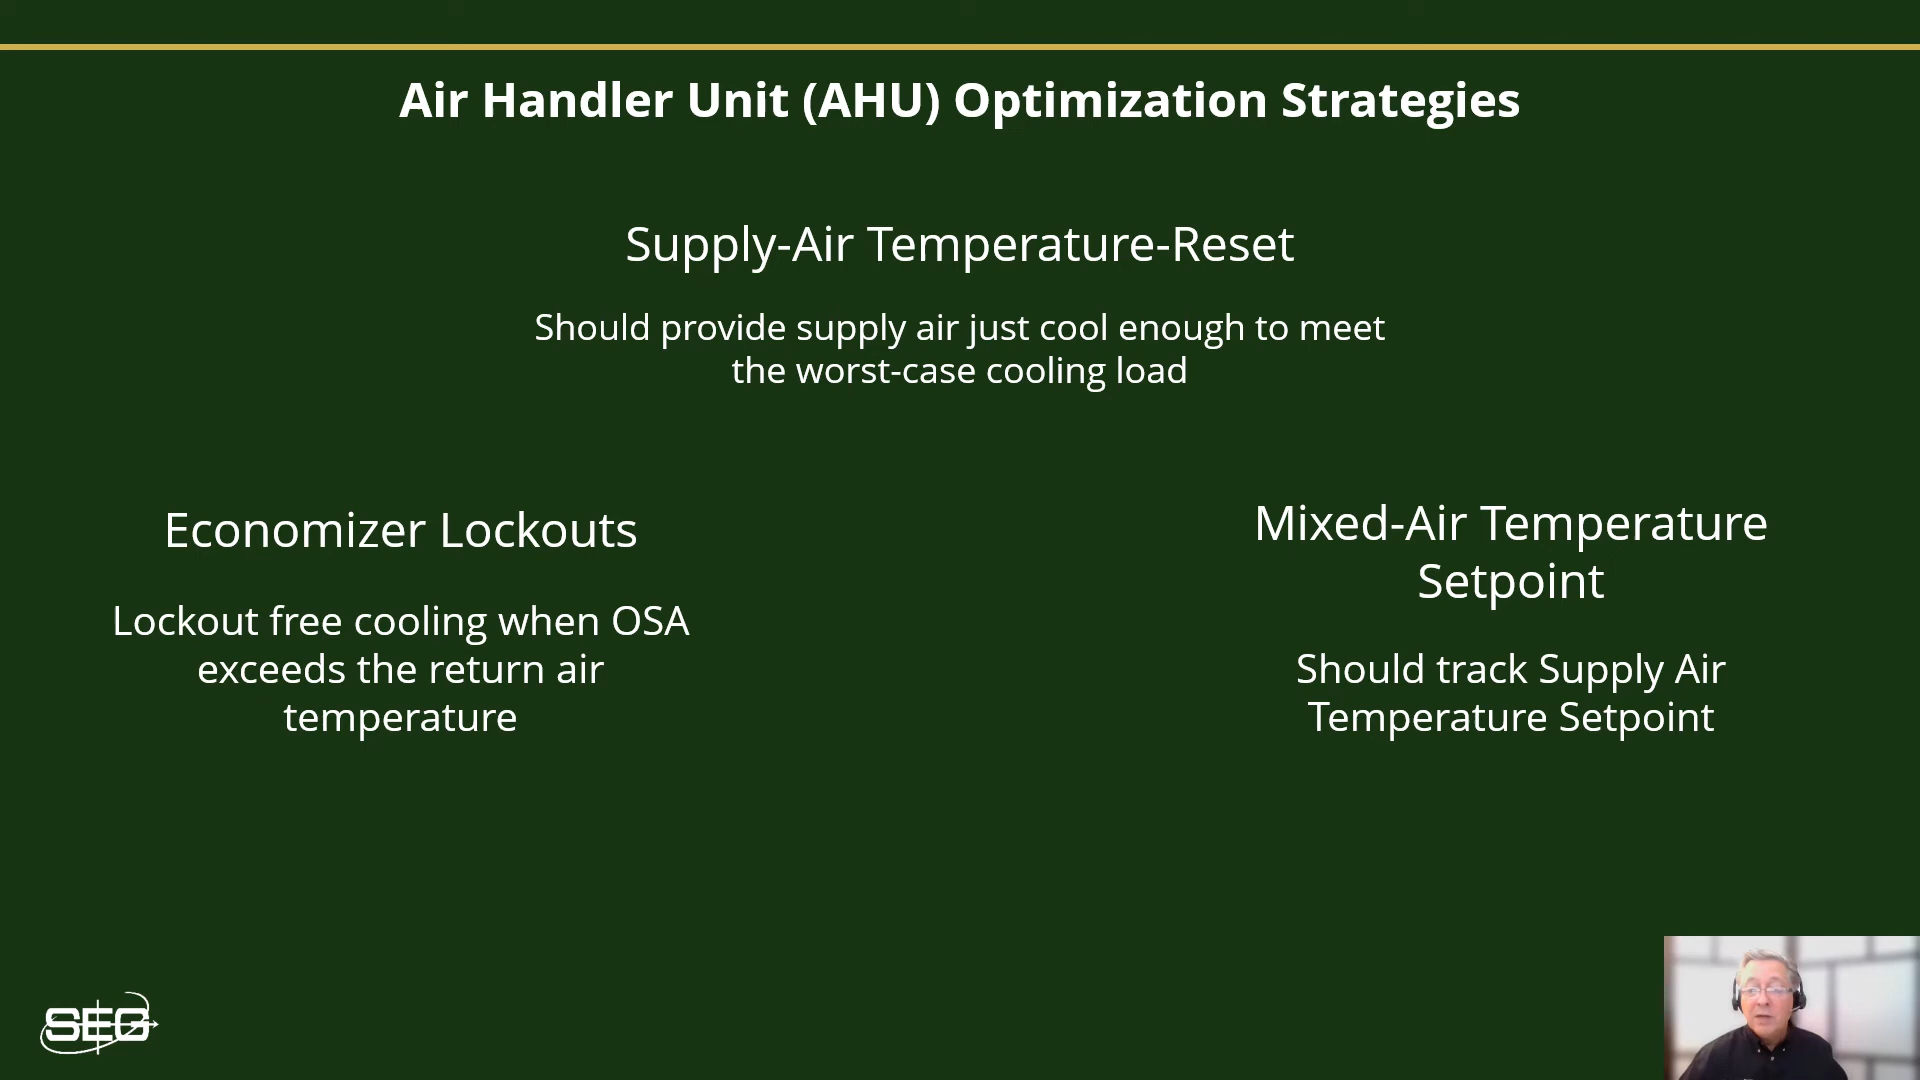 Air Handler Unit (AHU) Optimization Strategies
Supply-Air Temperature-Reset
Should provide supply air just cool enough to meet
the worst-case cooling load
Economizer Lockouts
Lockout free cooling when OSA
exceeds the return air
temperature
Mixed-Air Temperature
Setpoint
Should track Supply Air
Temperature Setpoint
SEG